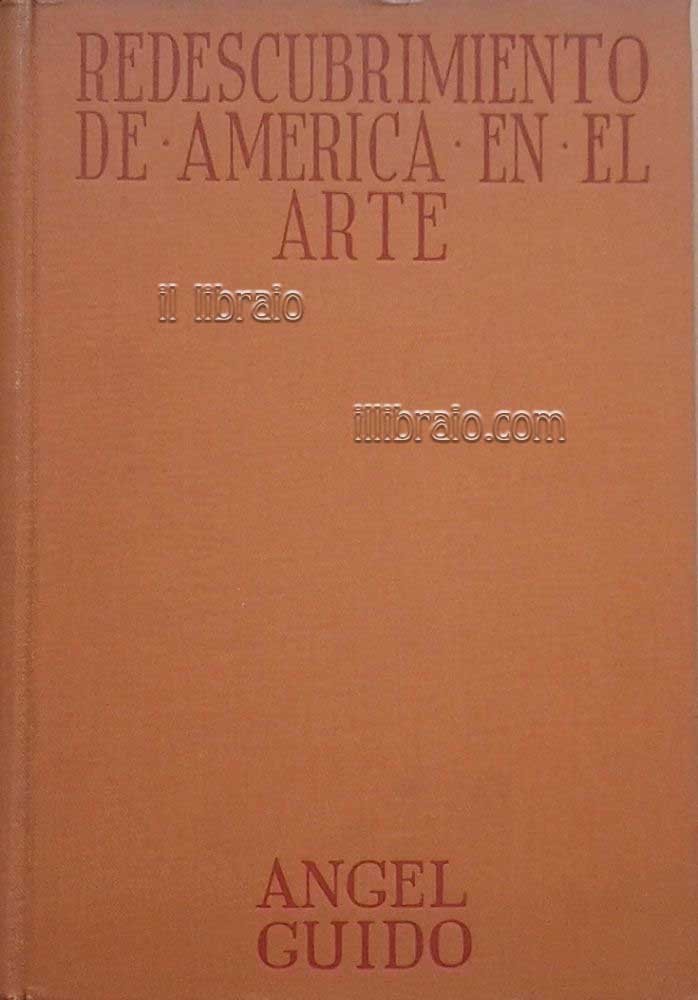 REDESCUBRIMIENTO
DE · AMERICA · EN · EL
ARTE
il libraio
illibraio.com
ANGEL
GUIDO